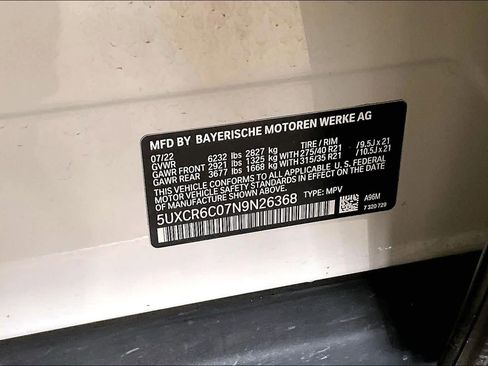 MFD BY BAYERISCHE MOTOREN WERKE AG
07/22 TIRE / RIM
GVWR 6232 lbs 2827 kg
GAWR FRONT 2921 lbs 1325 kg WITH 275/40 R21 / 9.5J x 21
GAWR REAR 3677 lbs 1668 kg WITH 315/35 R21 / 10.5J x 21
THIS VEHICLE CONFORMS TO ALL APPLICABLE U. S. FEDERAL
MOTOR VEHICLE SAFETY STANDARDS IN EFFECT ON THE DATE OF
MANUFACTURE SHOWN ABOVE.
5UXCR6C07N9N26368 TYPE: MPV
A96M
7 320 729